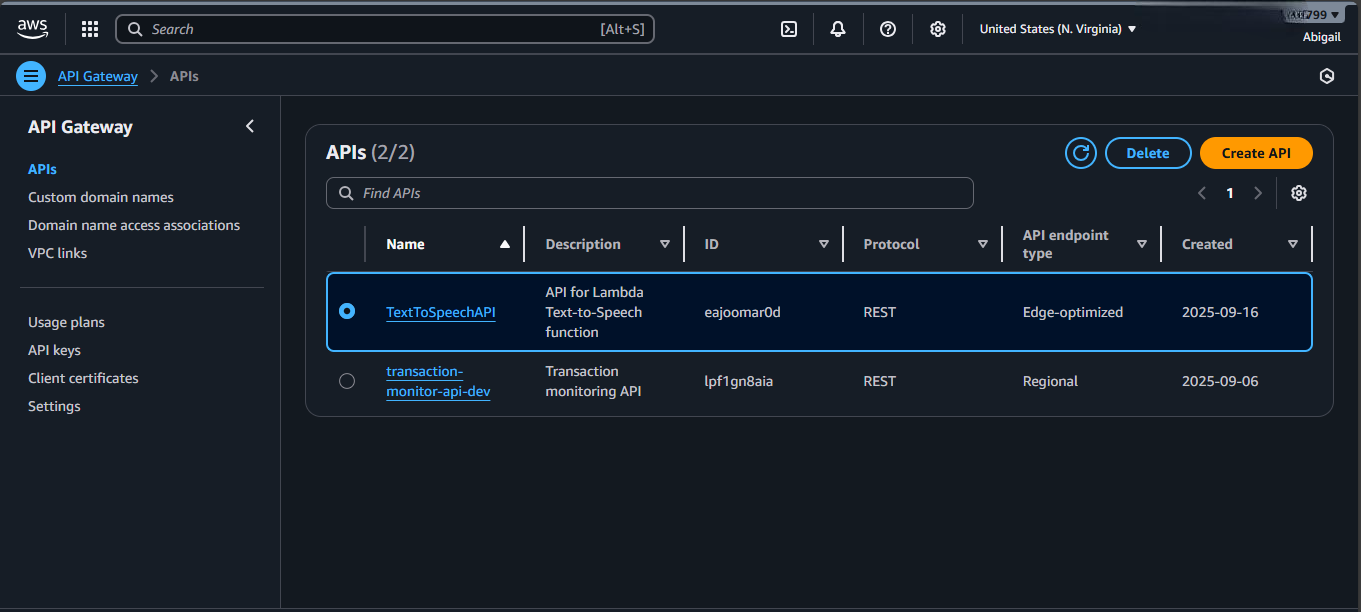 aws
Search [Alt+S]
United States (N. Virginia)
Abigail
API Gateway > APIs
API Gateway
APIs
Custom domain names
Domain name access associations
VPC links
Usage plans
API keys
Client certificates
Settings
APIs (2/2)
Delete
Create API
Find APIs
1
Name Description ID Protocol API endpoint type Created
TextToSpeechAPI
API for Lambda
Text-to-Speech
function
eajoomar0d
REST
Edge-optimized
2025-09-16
transaction-
monitor-api-dev
Transaction
monitoring API
lpf1gn8aia
REST
Regional
2025-09-06